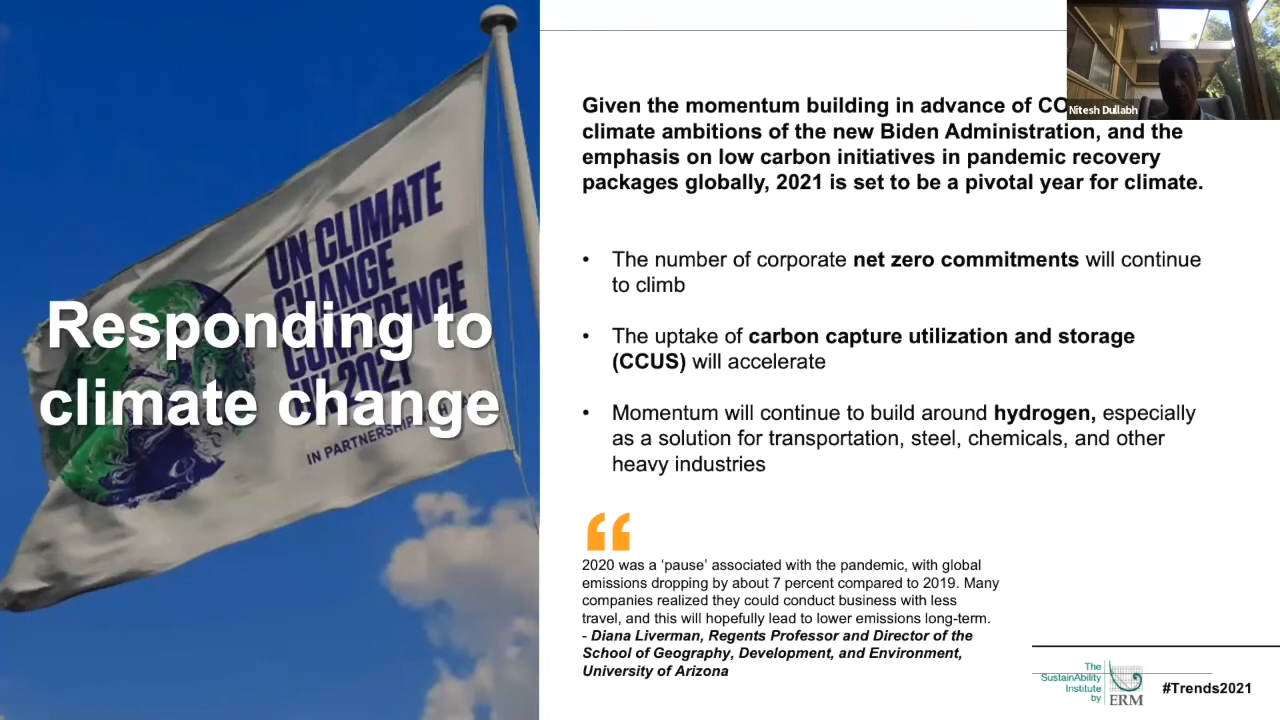 Responding to
climate change
UN CLIMATE
CHANGE
CONFERENCE
UK 2021
IN PARTNERSHIP
Given the momentum building in advance of
climate ambitions of the new Biden Administration, and the
emphasis on low carbon initiatives in pandemic recovery
packages globally, 2021 is set to be a pivotal year for climate.
Nitesh Dullabh
• The number of corporate net zero commitments will continue
to climb
• The uptake of carbon capture utilization and storage
(CCUS) will accelerate
• Momentum will continue to build around hydrogen, especially
as a solution for transportation, steel, chemicals, and other
heavy industries
“
2020 was a ‘pause’ associated with the pandemic, with global
emissions dropping by about 7 percent compared to 2019. Many
companies realized they could conduct business with less
travel, and this will hopefully lead to lower emissions long-term.
- Diana Liverman, Regents Professor and Director of the
School of Geography, Development, and Environment,
University of Arizona
The
SustainAbility
Institute
by
ERM
#Trends2021